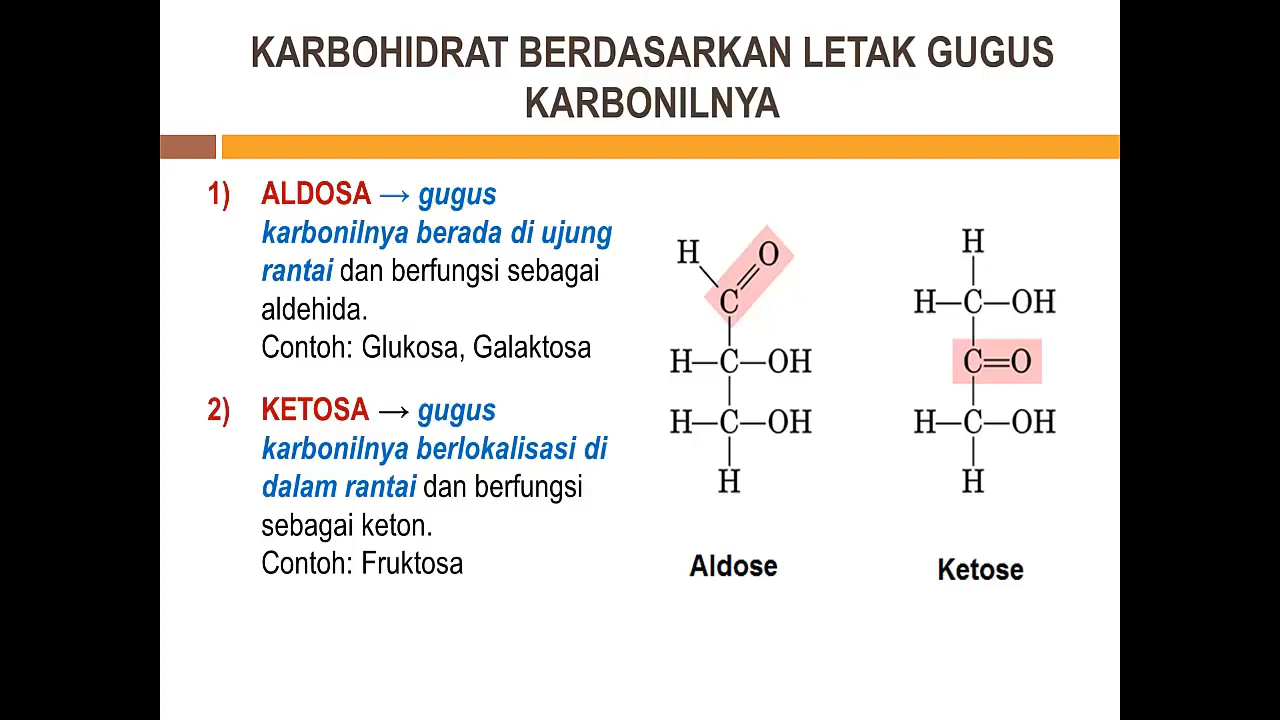 KARBOHIDRAT BERDASARKAN LETAK GUGUS
KARBONILNYA
1) ALDOSA → gugus
karbonilnya berada di ujung
rantai dan berfungsi sebagai
aldehida.
Contoh: Glukosa, Galaktosa
2) KETOSA → gugus
karbonilnya berlokalisasi di
dalam rantai dan berfungsi
sebagai keton.
Contoh: Fruktosa
H O
C
H—C—OH
H—C—OH
H
Aldose
H
H—C—OH
C=O
H—C—OH
H
Ketose